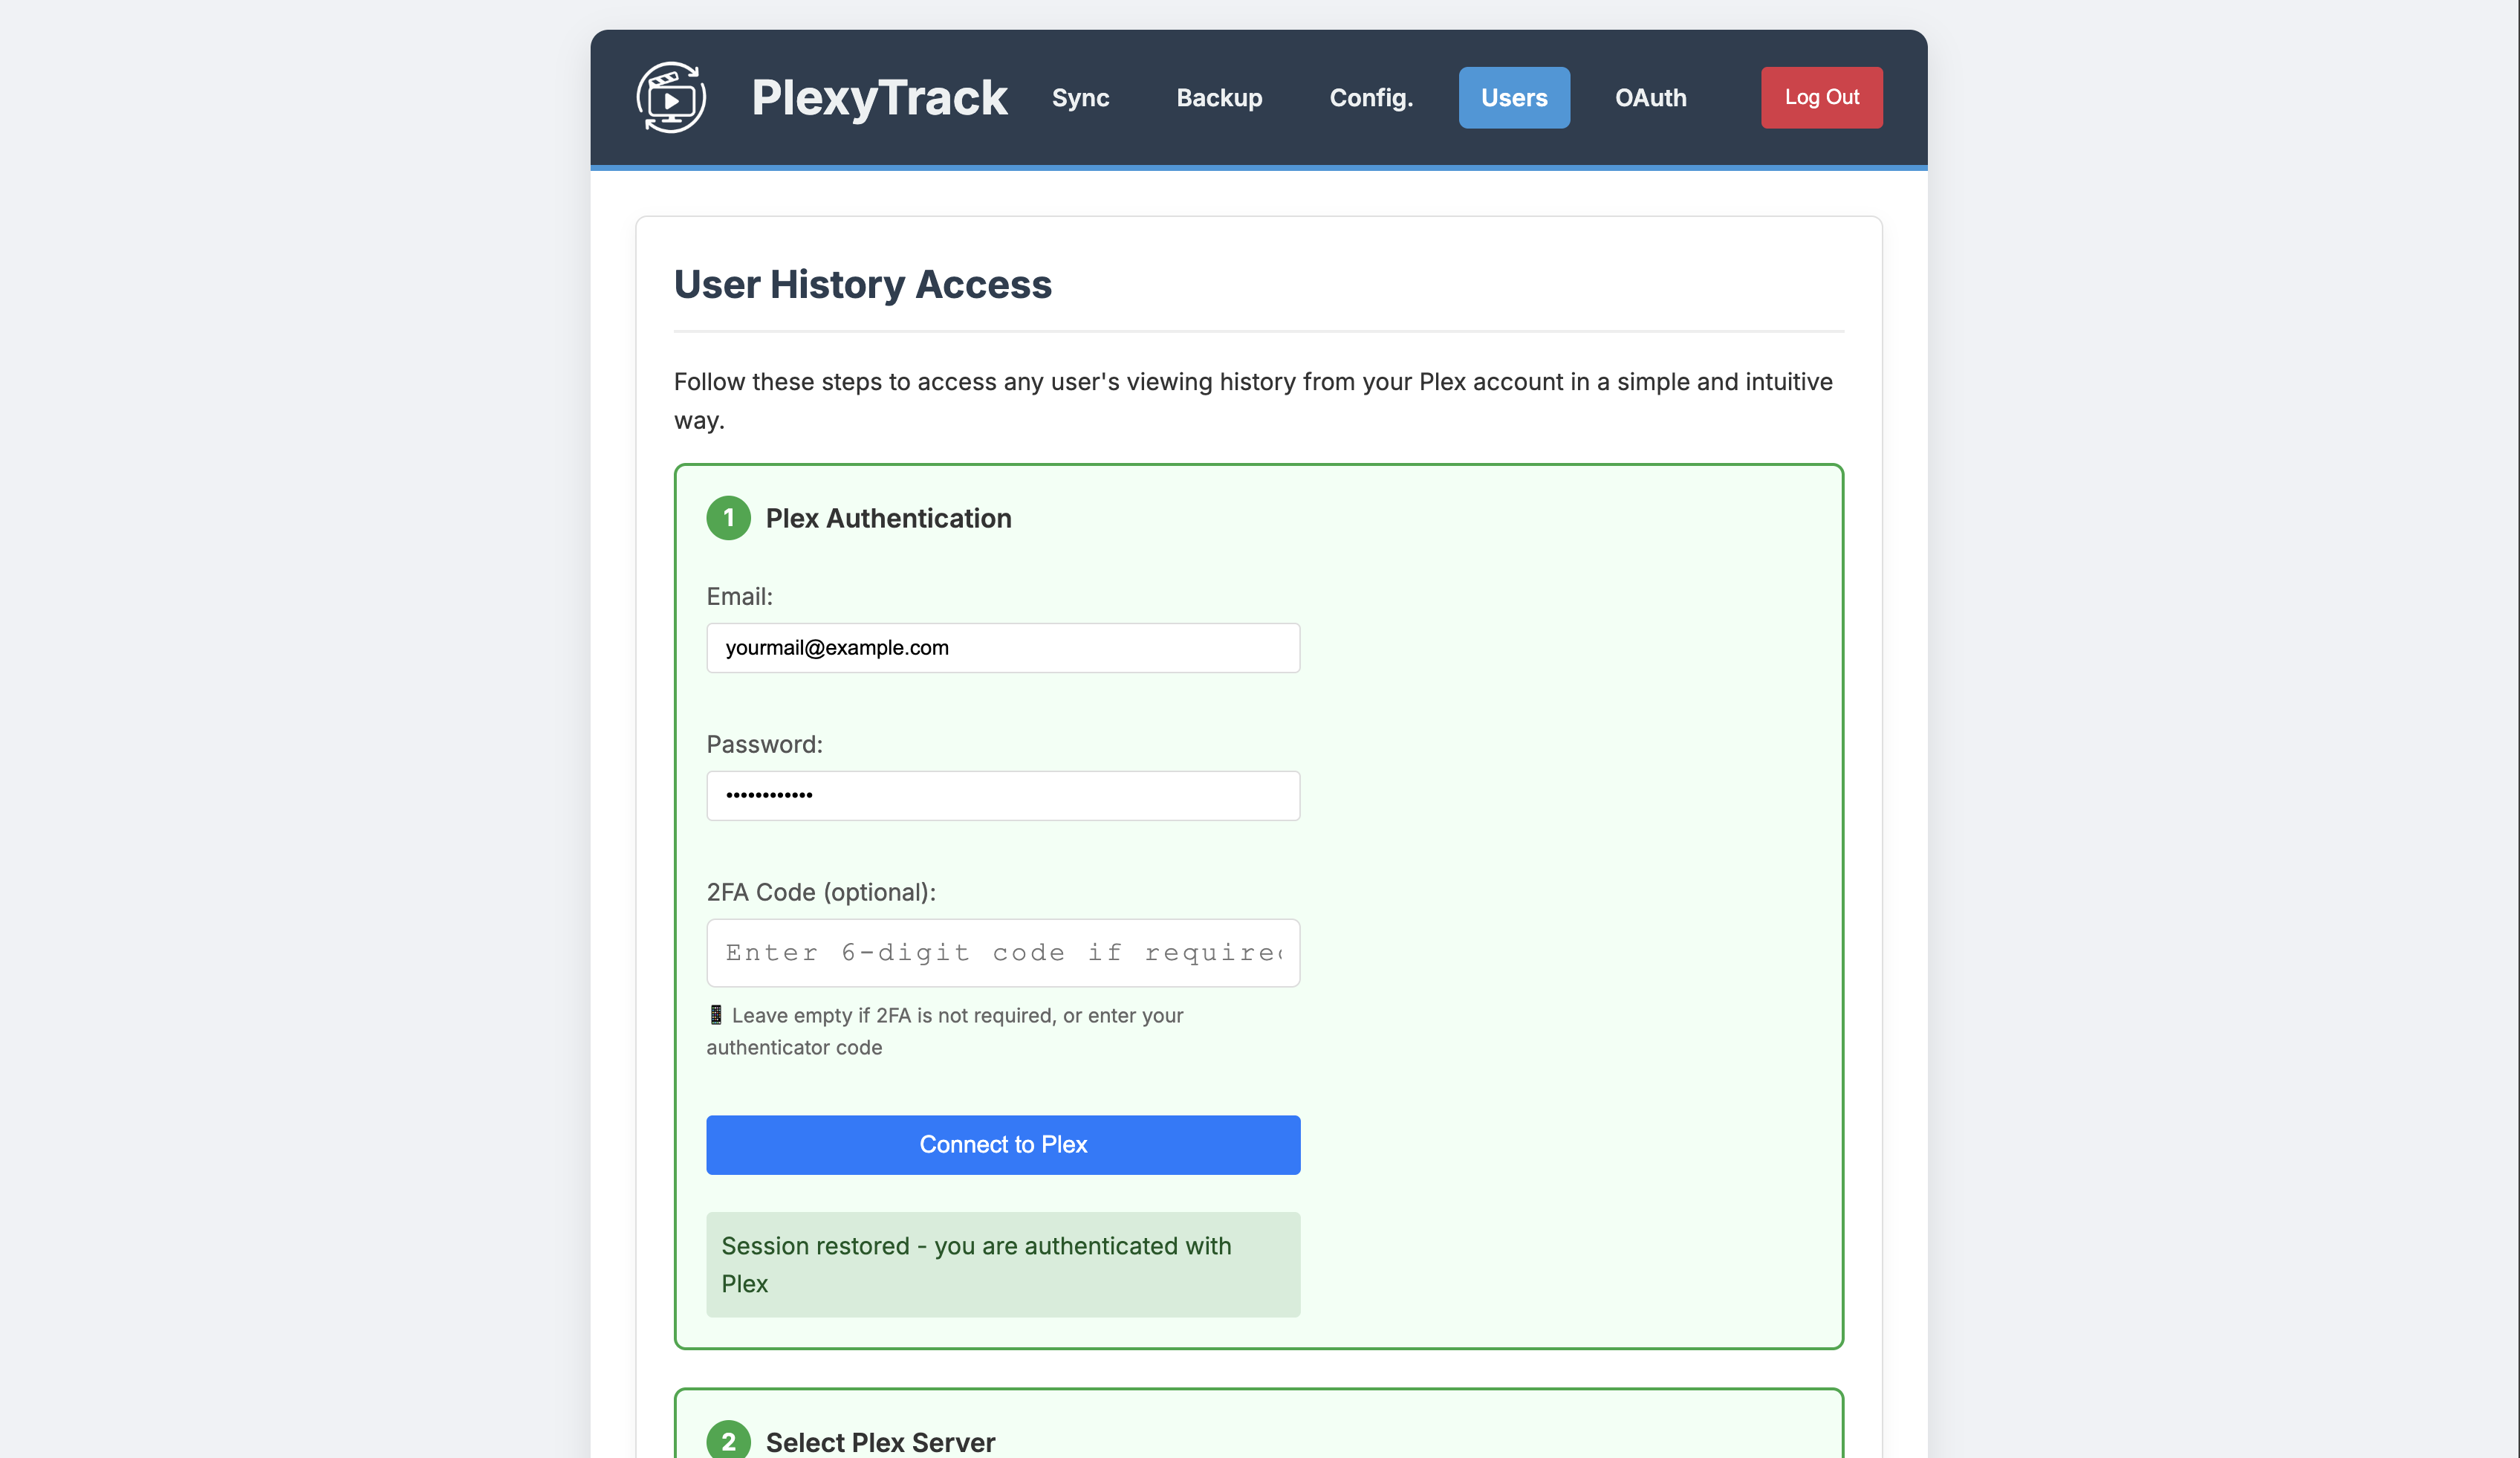 PlexyTrack
Sync
Backup
Config.
Users
OAuth
Log Out
User History Access
Follow these steps to access any user's viewing history from your Plex account in a simple and intuitive
way.
1 Plex Authentication
Email:
yourmail@example.com
Password:
••••••••••••
2FA Code (optional):
Enter 6-digit code if required
📱 Leave empty if 2FA is not required, or enter your
authenticator code
Connect to Plex
Session restored - you are authenticated with
Plex
2 Select Plex Server